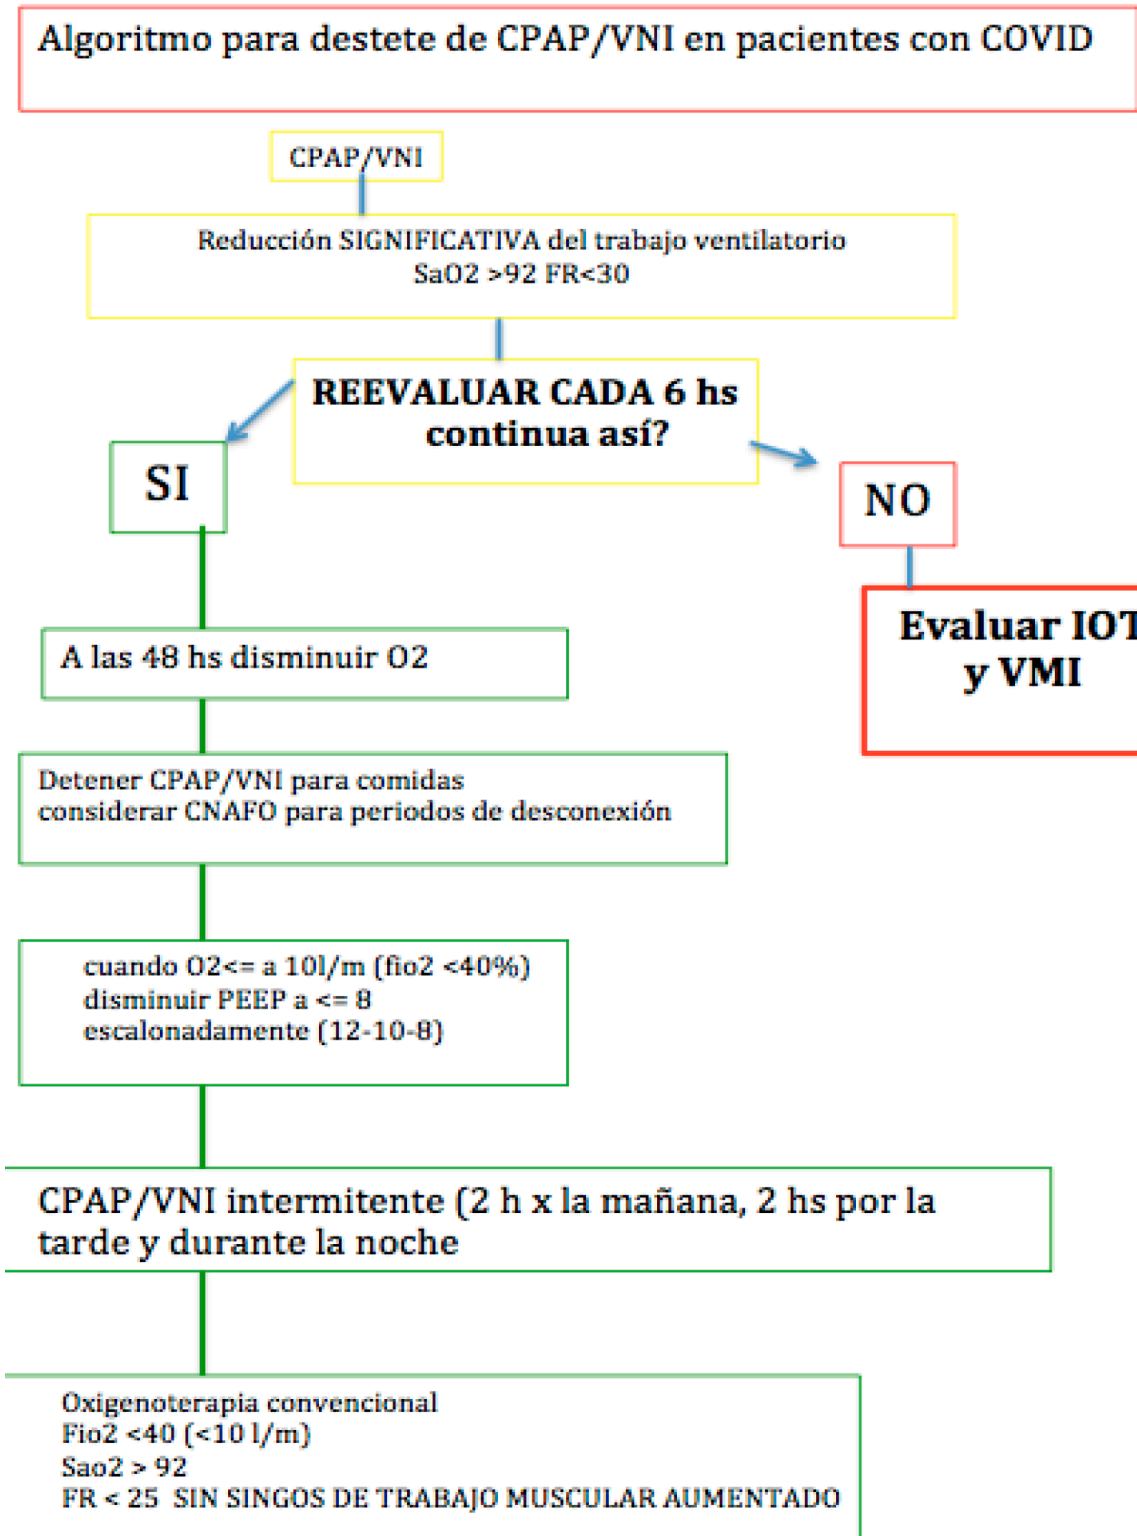 Algoritmo para destete de CPAP/VNI en pacientes con COVID
CPAP/VNI
Reducción SIGNIFICATIVA del trabajo ventilatorio
SaO2 >92 FR<30
REEVALUAR CADA 6 hs
continua así?
SI
NO
Evaluar IOT
y VMI
A las 48 hs disminuir O2
Detener CPAP/VNI para comidas
considerar CNAFO para periodos de desconexión
cuando O2<= a 10l/m (fio2 <40%)
disminuir PEEP a <= 8
escalonadamente (12-10-8)
CPAP/VNI intermitente (2 h x la mañana, 2 hs por la
tarde y durante la noche
Oxigenoterapia convencional
Fio2 <40 (<10 l/m)
Sao2 > 92
FR < 25  SIN SINGOS DE TRABAJO MUSCULAR AUMENTADO